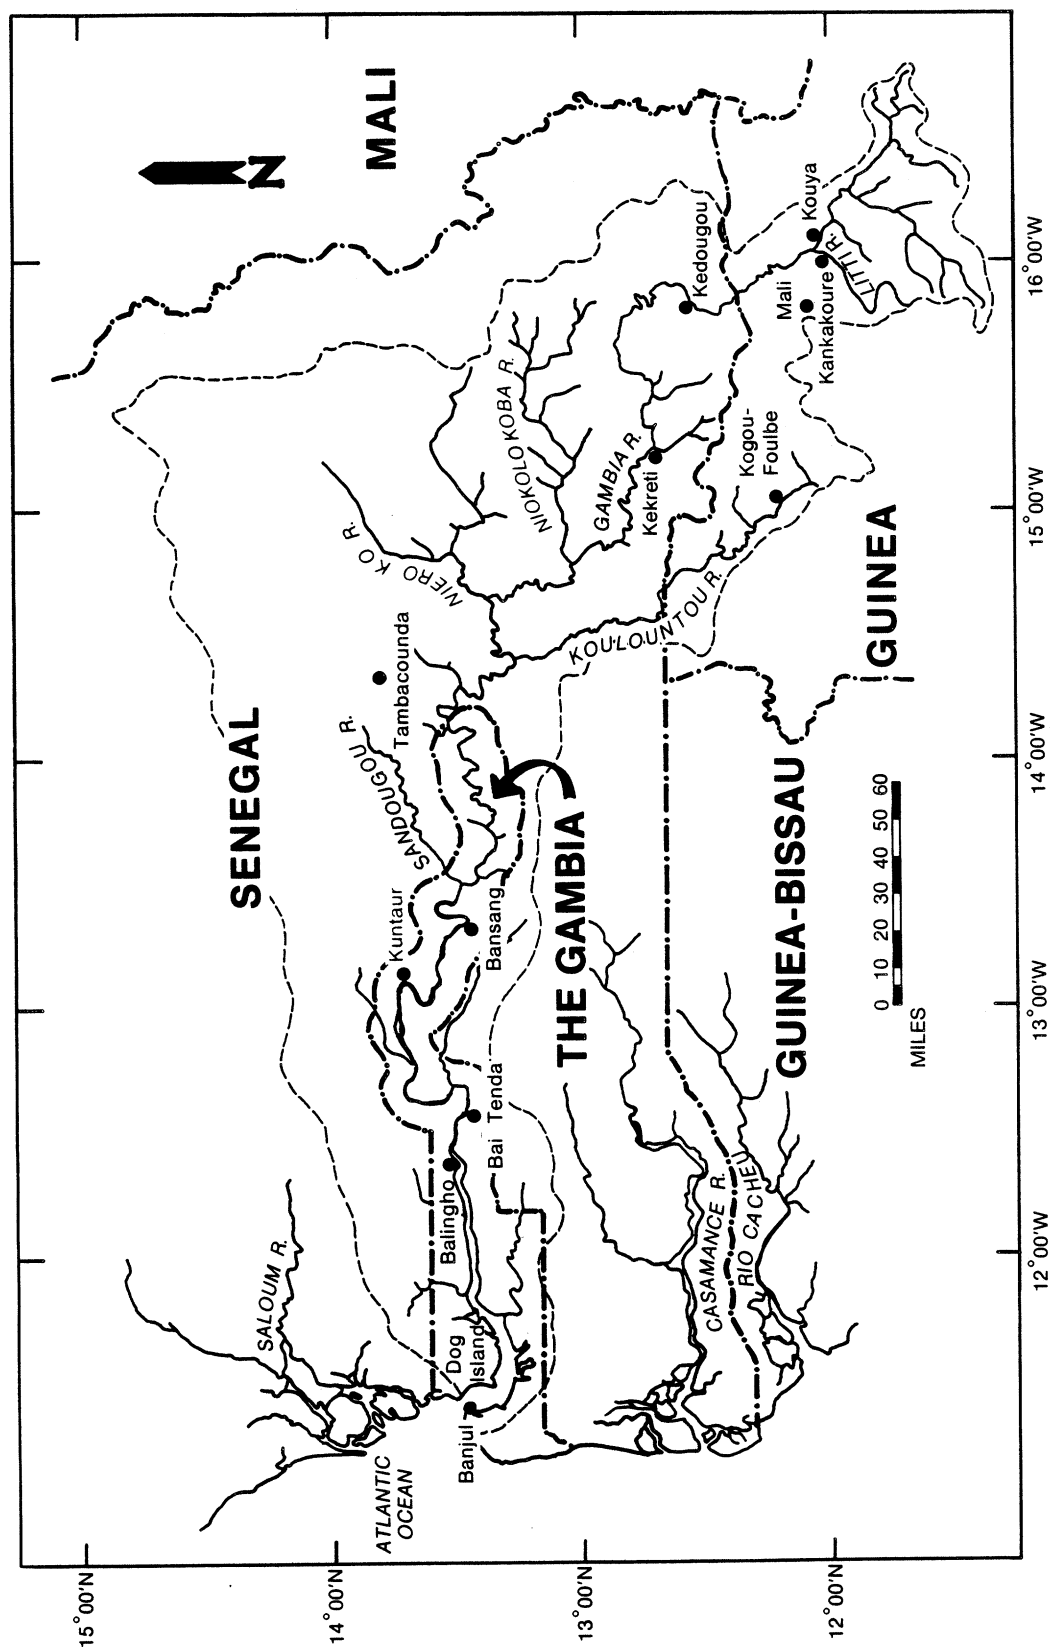 N
MALI
SENEGAL
SALOUM R.
ATLANTIC
OCEAN
Banjul
Dog
Island
Balingho
Bai Tenda
Kuntaur
Bansang
SANDOUGOU R.
Tambacounda
NIERO KO R.
NIOKOLO KOBA R.
GAMBIA R.
Kekreti
Kedougou
Kouya
LITI R.
Mali
Kankakoure
Kogou-
Foulbe
KOULOUNTOU R.
THE GAMBIA
CASAMANCE R.
RIO CACHEU
GUINEA-BISSAU
GUINEA
0 10 20 30 40 50 60
MILES
15°00'N
14°00'N
13°00'N
12°00'N
12°00'W
13°00'W
14°00'W
15°00'W
16°00'W